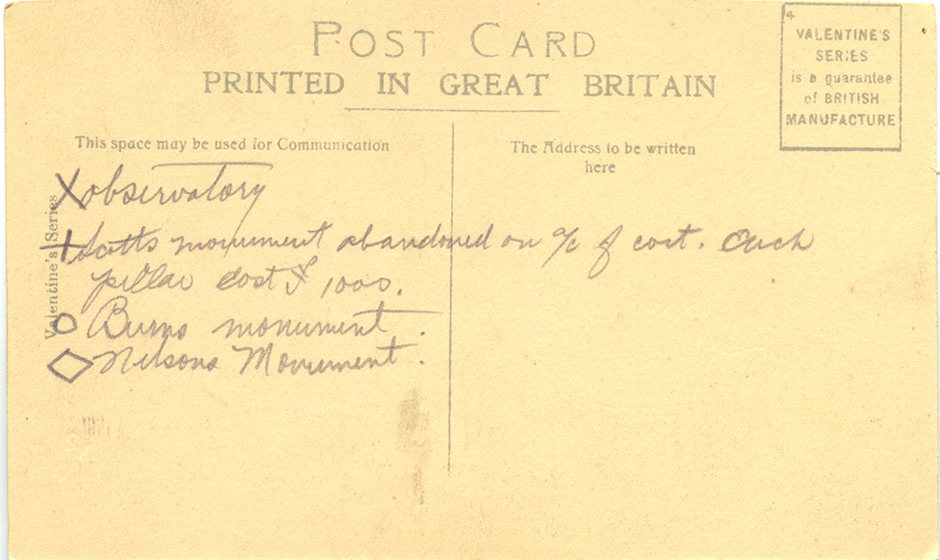 POST CARD
PRINTED IN GREAT BRITAIN
4
VALENTINE'S
SERIES
is a guarantee
of BRITISH
MANUFACTURE
This space may be used for Communication
The Address to be written
here
Valentine's Series
X observatory
+ Scotts monument abandoned on a/c of cost. each
pillar cost £ 1000.
O Burns monument.
◇ Nelsons Monument.